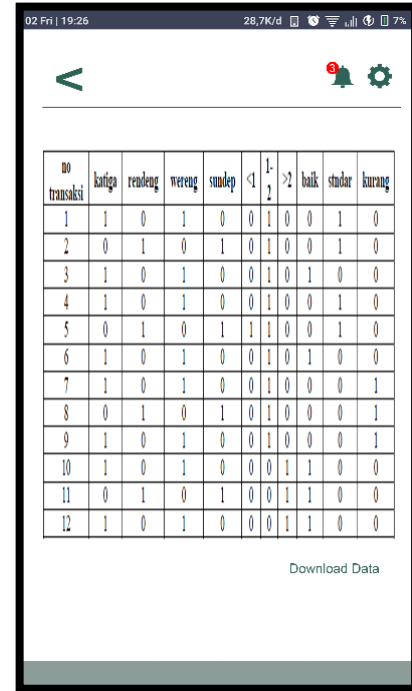 02 Fri | 19:26 28,7K/d 7%
3
no transaksi katiga rendeng wereng sundep <1 1-2 >2 baik stndar kurang
1 1 0 1 0 0 1 0 0 1 0
2 0 1 0 1 0 1 0 0 1 0
3 1 0 1 0 0 1 0 1 0 0
4 1 0 1 0 0 1 0 0 1 0
5 0 1 0 1 1 1 0 0 1 0
6 1 0 1 0 0 1 0 1 0 0
7 1 0 1 0 0 1 0 0 0 1
8 0 1 0 1 0 1 0 0 0 1
9 1 0 1 0 0 1 0 0 0 1
10 1 0 1 0 0 0 1 1 0 0
11 0 1 0 1 0 0 1 1 0 0
12 1 0 1 0 0 0 1 1 0 0
Download Data